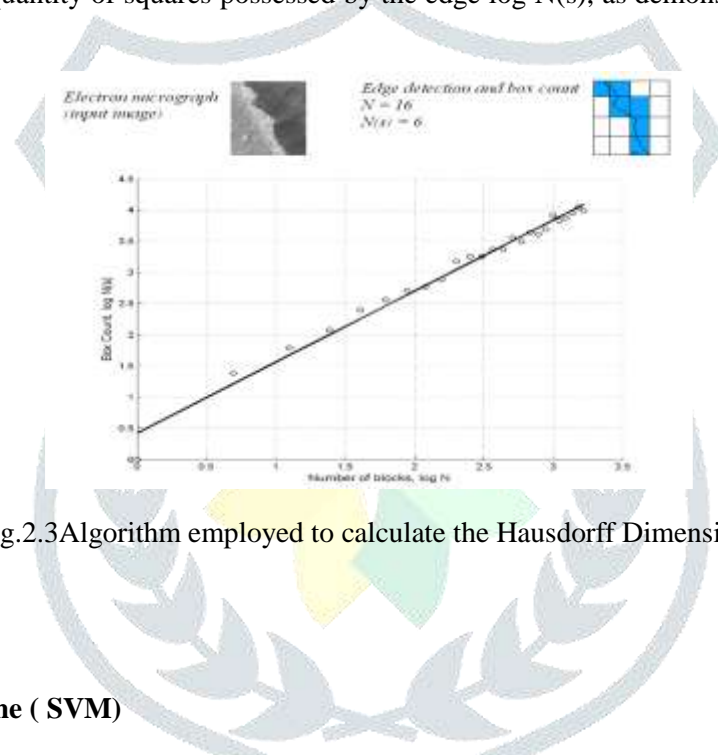 quantity of squares possessed by the edge log N(s), as demons
Electron micrograph
(input image)
Edge detection and box count
N = 16
N(s) = 6
4.5
4
3.5
3
2.5
2
1.5
1
0.5
0
Box Count, log N(s)
0 0.5 1 1.5 2 2.5 3 3.5
Number of blocks, log N
g.2.3Algorithm employed to calculate the Hausdorff Dimensi
ne ( SVM)